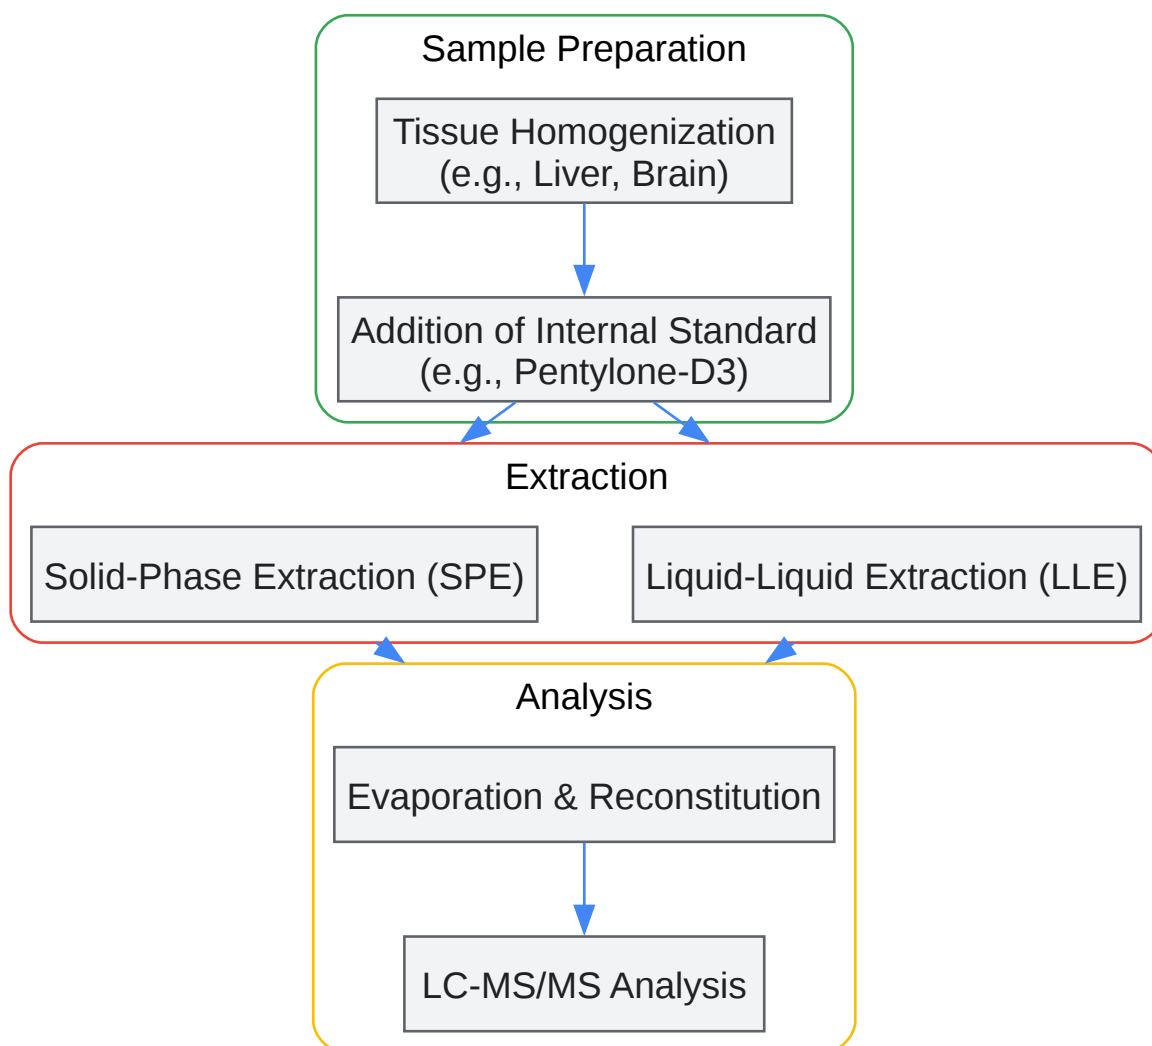 Sample Preparation
Tissue Homogenization
(e.g., Liver, Brain)
Addition of Internal Standard
(e.g., Pentylone-D3)
Extraction
Solid-Phase Extraction (SPE)
Liquid-Liquid Extraction (LLE)
Analysis
Evaporation & Reconstitution
LC-MS/MS Analysis